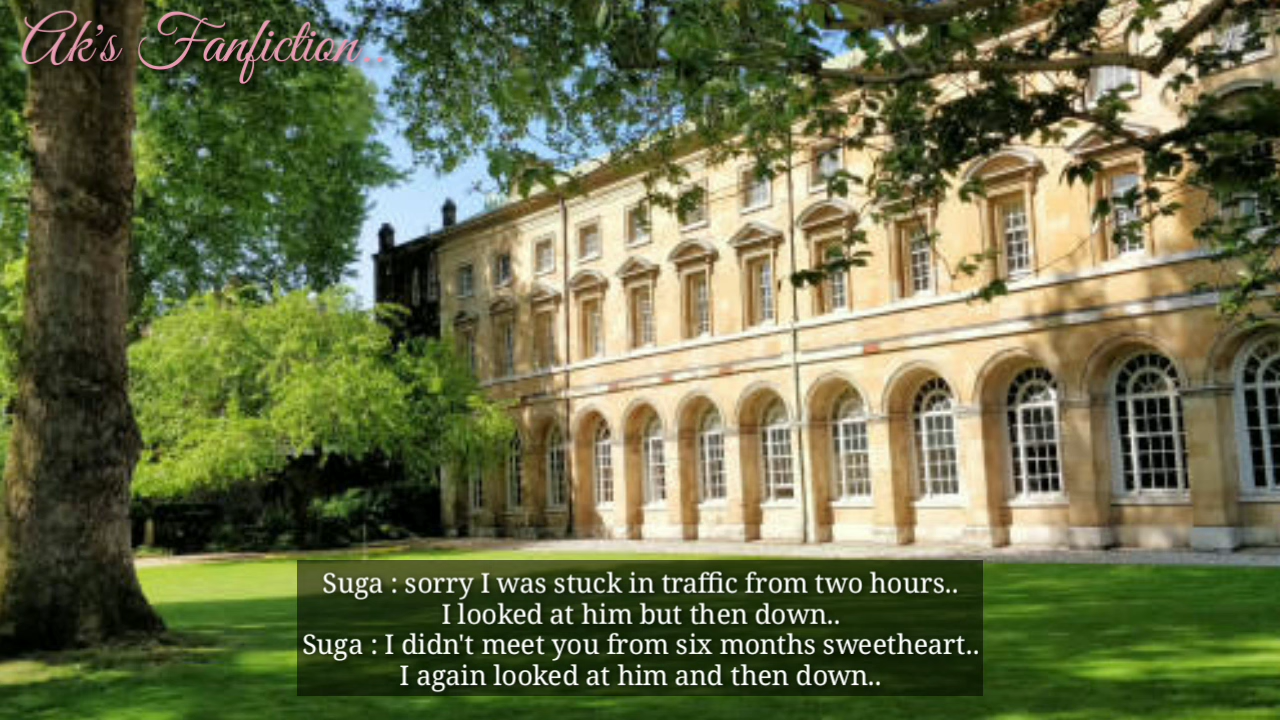 Ak's Fanfiction..
Suga : sorry I was stuck in traffic from two hours..
I looked at him but then down..
Suga : I didn't meet you from six months sweetheart..
I again looked at him and then down..